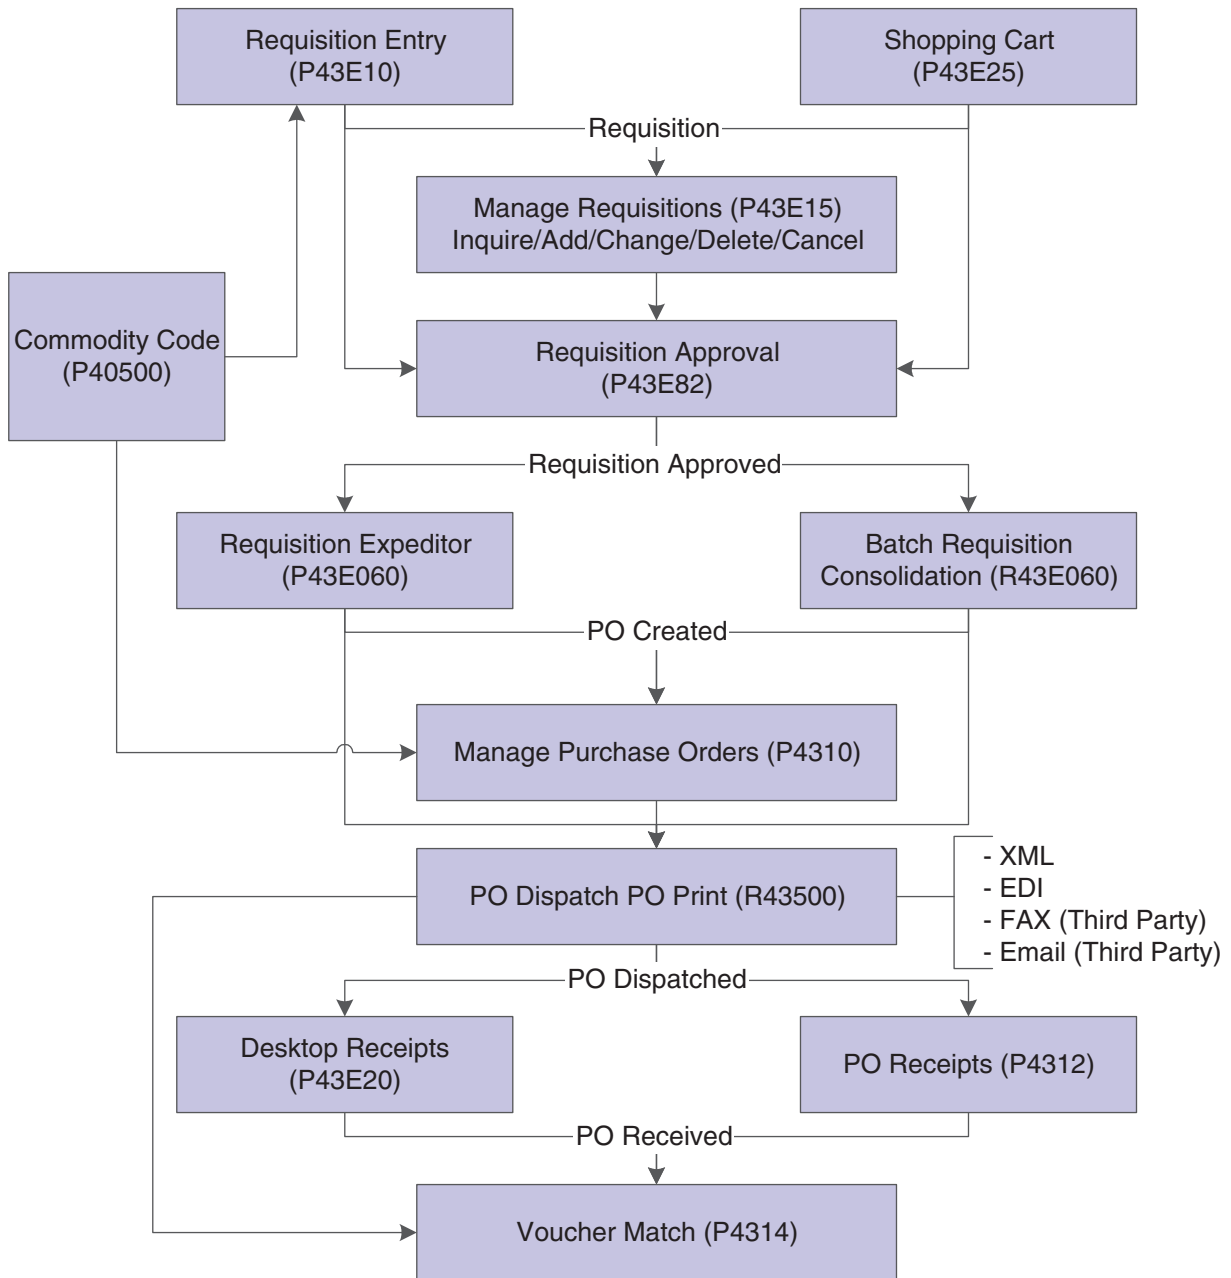 Requisition Entry
(P43E10)
Shopping Cart
(P43E25)
Requisition
Manage Requisitions (P43E15)
Inquire/Add/Change/Delete/Cancel
Commodity Code
(P40500)
Requisition Approval
(P43E82)
Requisition Approved
Requisition Expeditor
(P43E060)
Batch Requisition
Consolidation (R43E060)
PO Created
Manage Purchase Orders (P4310)
PO Dispatch PO Print (R43500)
- XML
- EDI
- FAX (Third Party)
- Email (Third Party)
PO Dispatched
Desktop Receipts
(P43E20)
PO Receipts (P4312)
PO Received
Voucher Match (P4314)